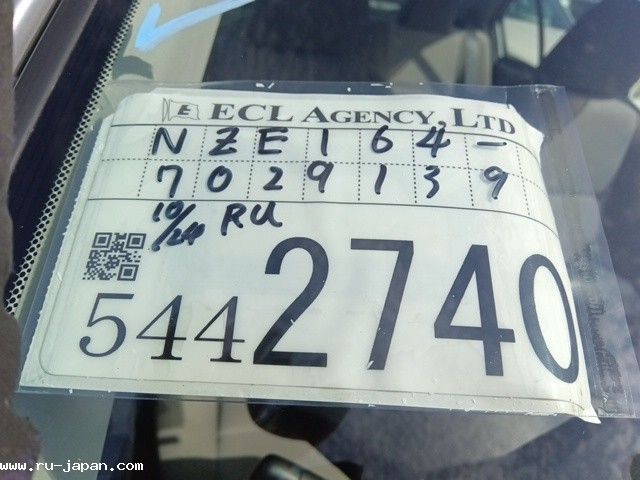 E ECL AGENCY, LTD
NZE164-
7029139
10/24 RU
5442740
www.ru-japan.com